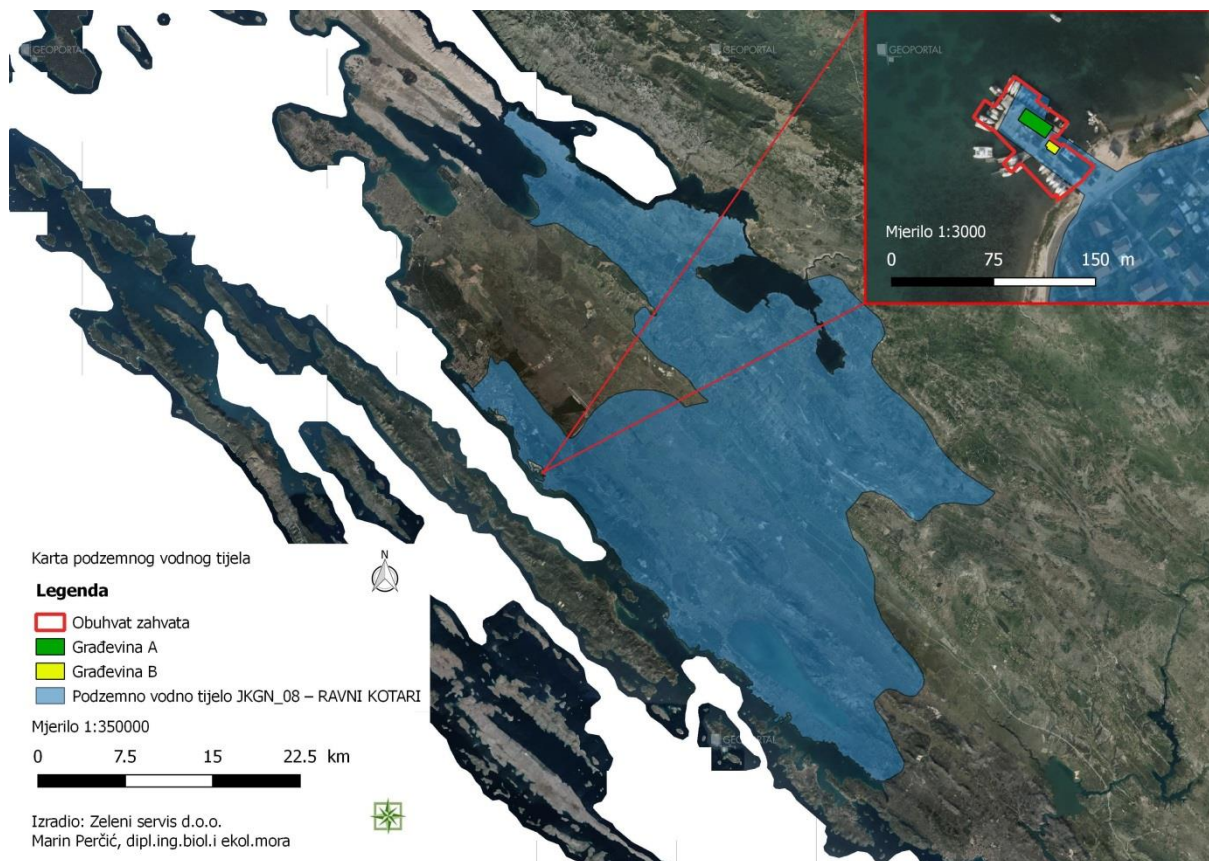 GEOPORTAL
GEOPORTAL
GEOPORTAL
Mjerilo 1:3000
0 75 150 m
Karta podzemnog vodnog tijela
N
Legenda
Obuhvat zahvata
Građevina A
Građevina B
Podzemno vodno tijelo JKGN_08 – RAVNI KOTARI
Mjerilo 1:350000
0 7.5 15 22.5 km
GEOPORTAL
Izradio: Zeleni servis d.o.o.
Marin Perčić, dipl.ing.biol.i ekol.mora